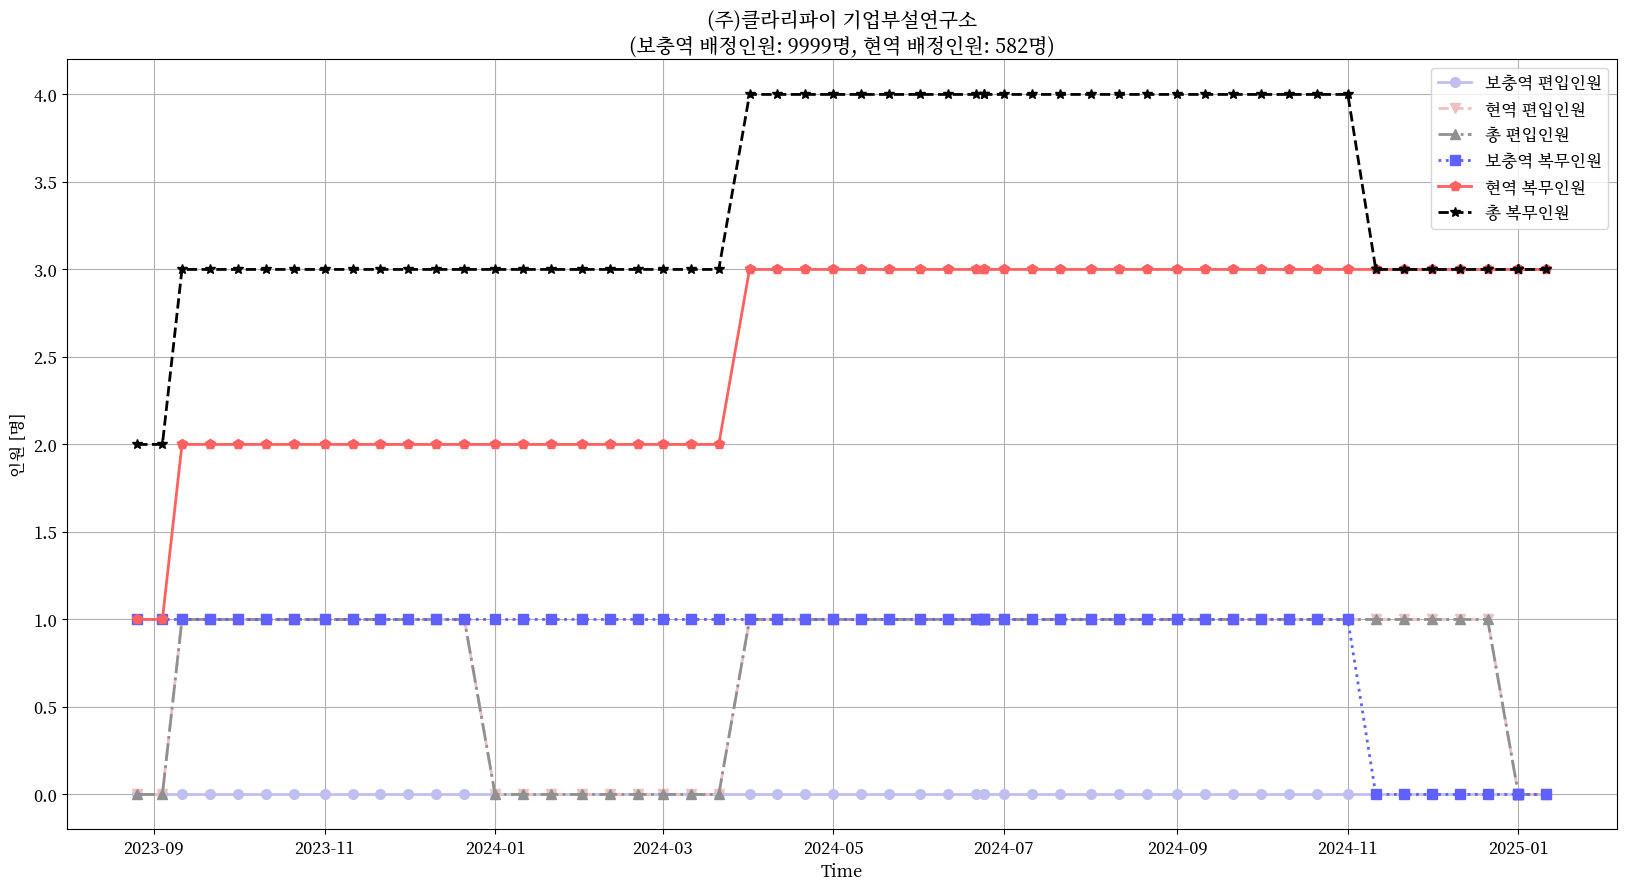 (주)클라리파이 기업부설연구소
(보충역 배정인원: 9999명, 현역 배정인원: 582명)
보충역 편입인원
현역 편입인원
총 편입인원
보충역 복무인원
현역 복무인원
총 복무인원
인원 [명]
4.0
3.5
3.0
2.5
2.0
1.5
1.0
0.5
0.0
2023-09 2023-11 2024-01 2024-03 2024-05 2024-07 2024-09 2024-11 2025-01
Time